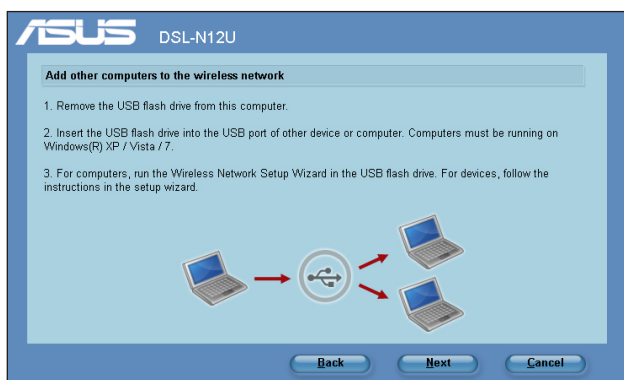 ASUS DSL-N12U
Add other computers to the wireless network
1. Remove the USB flash drive from this computer.
2. Insert the USB flash drive into the USB port of other device or computer. Computers must be running on
Windows(R) XP / Vista / 7.
3. For computers, run the Wireless Network Setup Wizard in the USB flash drive. For devices, follow the
instructions in the setup wizard.
Back Next Cancel